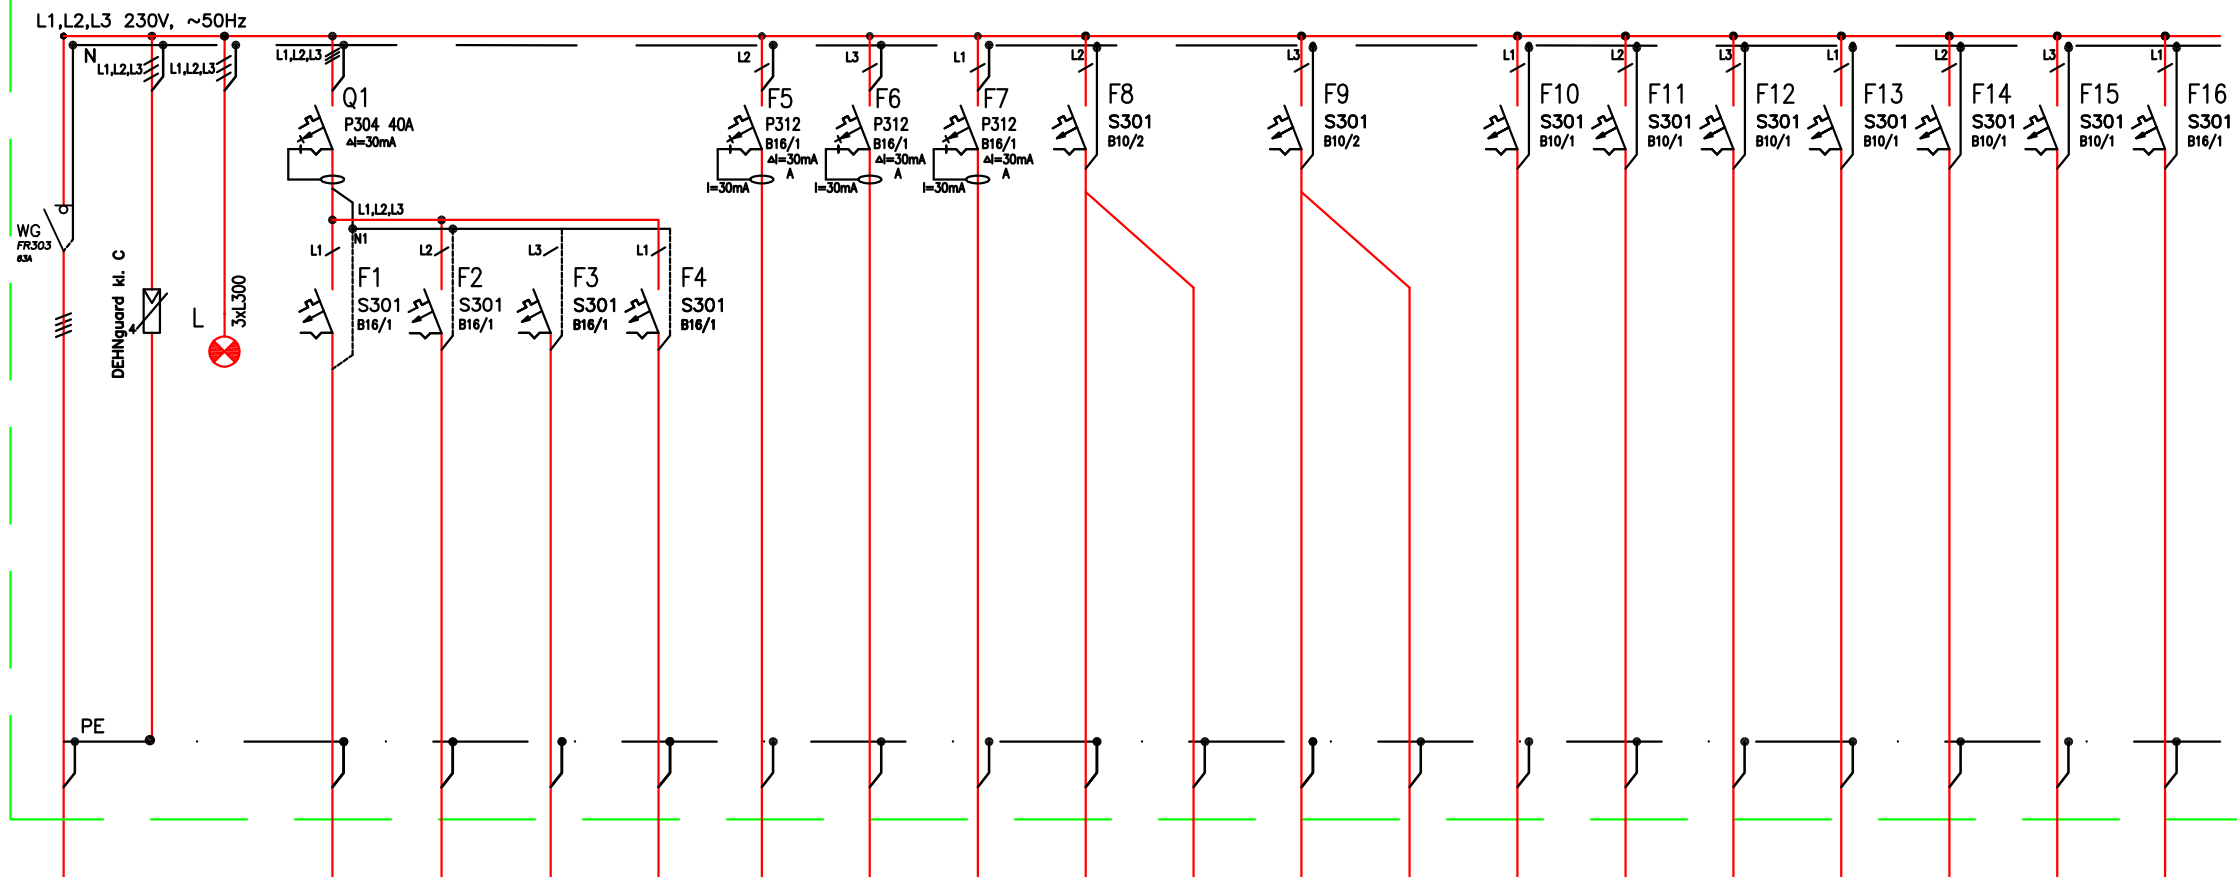 L1,L2,L3 230V, ~50Hz
N
L1,L2,L3
L1,L2,L3
L1,L2,L3
L2
L3
L1
L2
L3
L1
L2
L3
L1
L2
L3
L1
Q1
P304 40A
ΔI=30mA
F5
P312
B16/1
ΔI=30mA
A
I=30mA
F6
P312
B16/1
ΔI=30mA
A
I=30mA
F7
P312
B16/1
ΔI=30mA
A
I=30mA
F8
S301
B10/2
F9
S301
B10/2
F10
S301
B10/1
F11
S301
B10/1
F12
S301
B10/1
F13
S301
B10/1
F14
S301
B10/1
F15
S301
B10/1
F16
S301
B16/1
WG
FR303
63A
L1,L2,L3
N1
L1
L2
L3
L1
F1
S301
B16/1
F2
S301
B16/1
F3
S301
B16/1
F4
S301
B16/1
DEHNguard kl. C
4
L
3xL300
PE